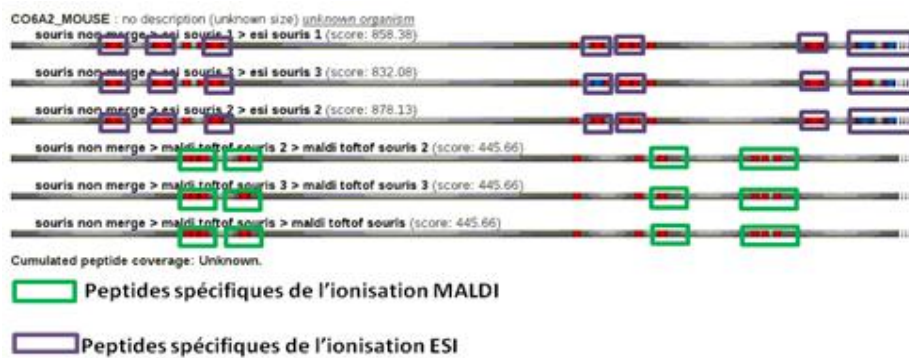 CO6A2_MOUSE : no description (unknown size) unknown organism
souris non merge > esi souris 1 > esi souris 1 (score: 858.38)
souris non merge > esi souris 3 > esi souris 3 (score: 832.08)
souris non merge > esi souris 2 > esi souris 2 (score: 878.13)
souris non merge > maldi toftof souris 2 > maldi toftof souris 2 (score: 445.66)
souris non merge > maldi toftof souris 3 > maldi toftof souris 3 (score: 445.66)
souris non merge > maldi toftof souris > maldi toftof souris (score: 445.66)
Cumulated peptide coverage: Unknown.
Peptides spécifiques de l'ionisation MALDI
Peptides spécifiques de l'ionisation ESI